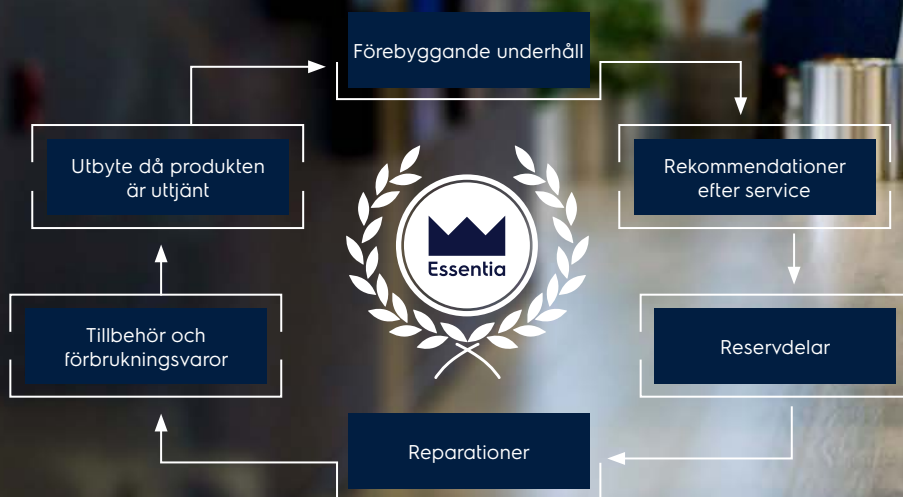 Förebyggande underhåll
Rekommendationer
efter service
Reservdelar
Reparationer
Tillbehör och
förbrukningsvaror
Utbyte då produkten
är uttjänt
Essentia